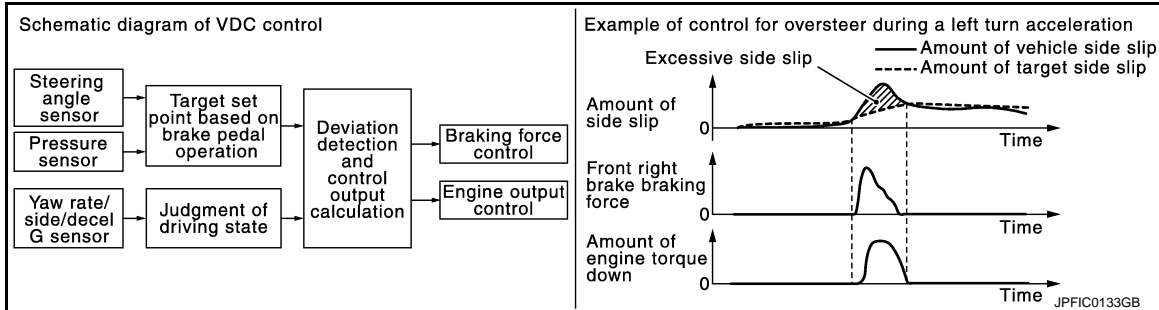 Schematic diagram of VDC control
Steering
angle
sensor
Pressure
sensor
Yaw rate/
side/decel
G sensor
Target set
point based on
brake pedal
operation
Judgment of
driving state
Deviation
detection
and
control
output
calculation
Braking force
control
Engine output
control
Example of control for oversteer during a left turn acceleration
Excessive side slip
Amount of vehicle side slip
Amount of target side slip
Amount of
side slip
0
Time
Front right
brake braking
force
0
Amount of
engine torque
down
0
Time
JPFIC0133GB